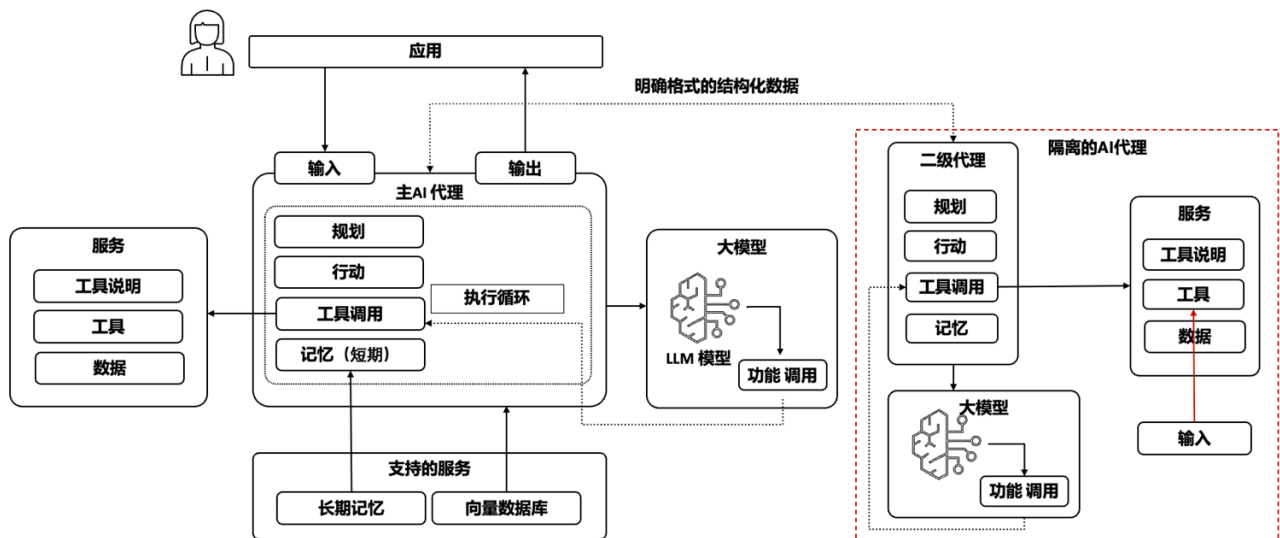 应用
明确格式的结构化数据
输入
输出
主AI 代理
规划
行动
执行循环
工具调用
记忆（短期）
服务
工具说明
工具
数据
大模型
LLM 模型
功能 调用
支持的服务
长期记忆
向量数据库
隔离的AI代理
二级代理
规划
行动
工具调用
记忆
服务
工具说明
工具
数据
输入
大模型
功能 调用